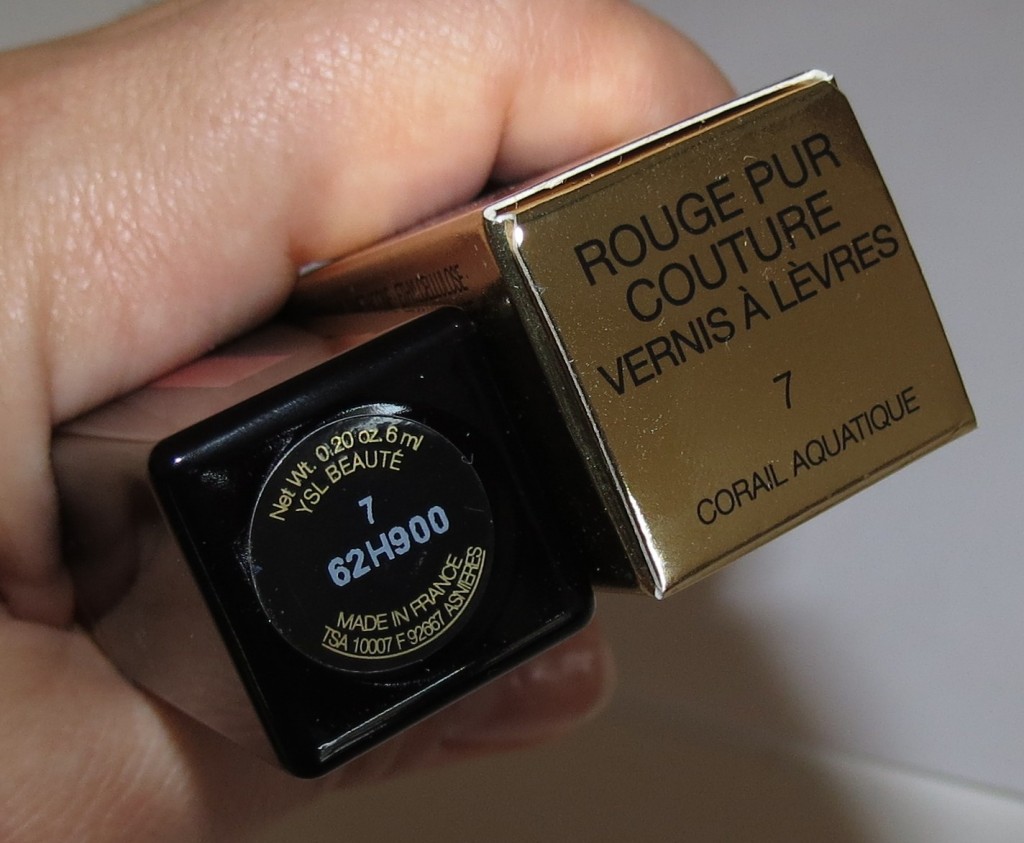 ROUGE PUR
COUTURE
VERNIS À LÈVRES
7
CORAIL AQUATIQUE
Net Wt. 0.20 oz. 6 ml
YSL BEAUTÉ
7
62H900
MADE IN FRANCE
TSA 10007 F 92667 ASNIERES